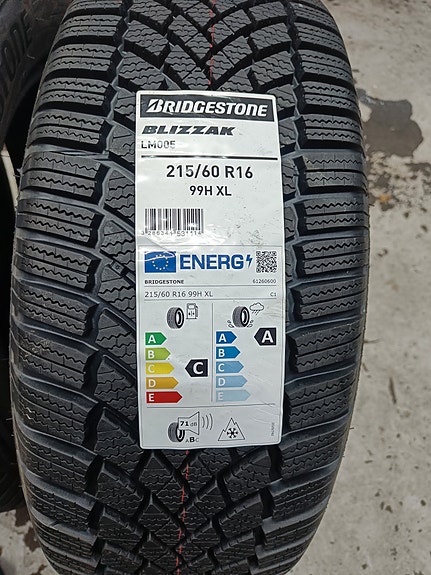 BRIDGESTONE
BLIZZAK
LM005
215/60 R16
99H XL
ENERG
BRIDGESTONE 61260600
215/60 R16 99H XL C1
A A
B B
C C
D D
E E
C A
71 dB
ABC